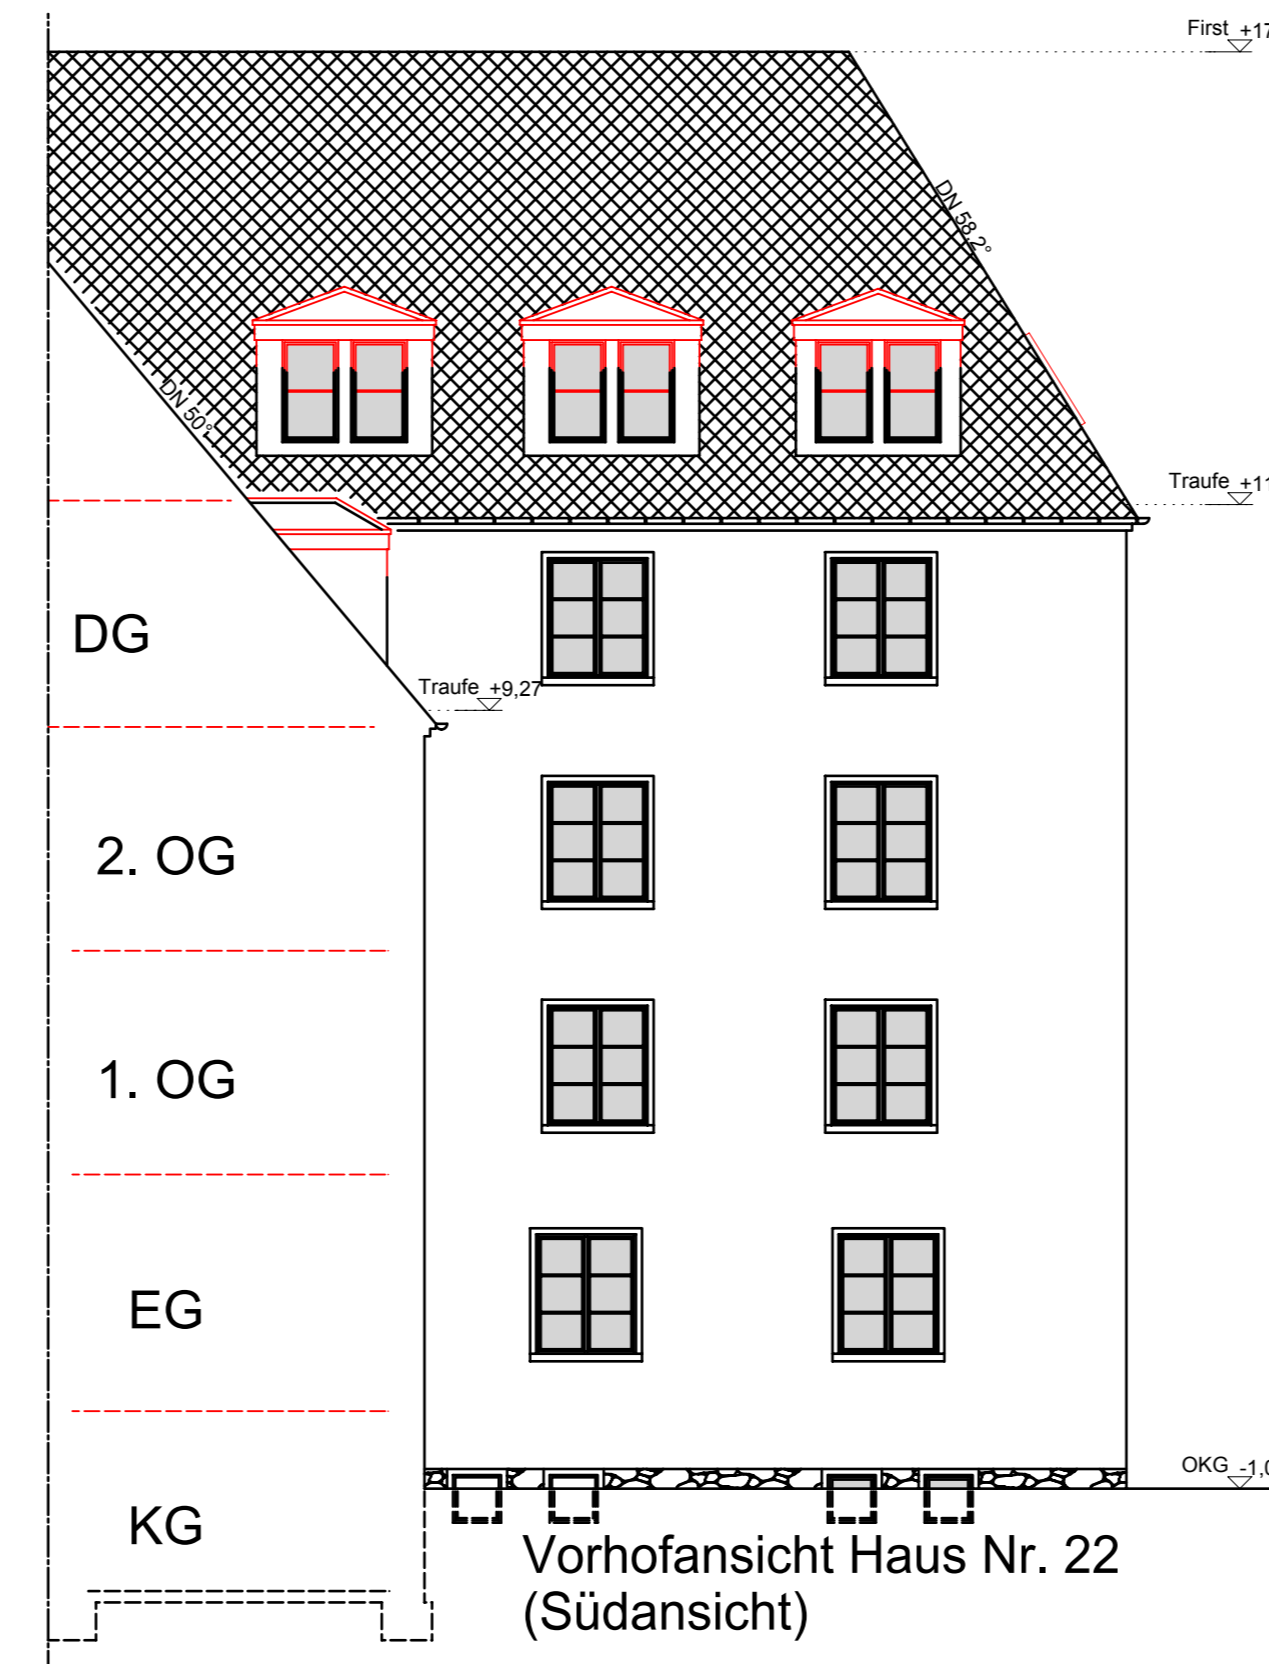 First +17
DN 58,2°
DN 50°
Traufe +11
DG
Traufe +9,27
2. OG
1. OG
EG
OKG -1,0
KG
Vorhofansicht Haus Nr. 22
(Südansicht)